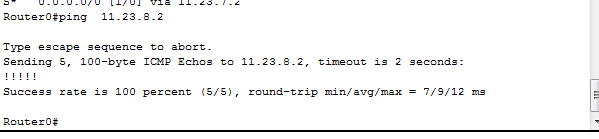 S* 0.0.0.0/0 [1/0] via 11.23.7.2
Router0#ping 11.23.8.2
Type escape sequence to abort.
Sending 5, 100-byte ICMP Echos to 11.23.8.2, timeout is 2 seconds:
!!!!!
Success rate is 100 percent (5/5), round-trip min/avg/max = 7/9/12 ms
Router0#